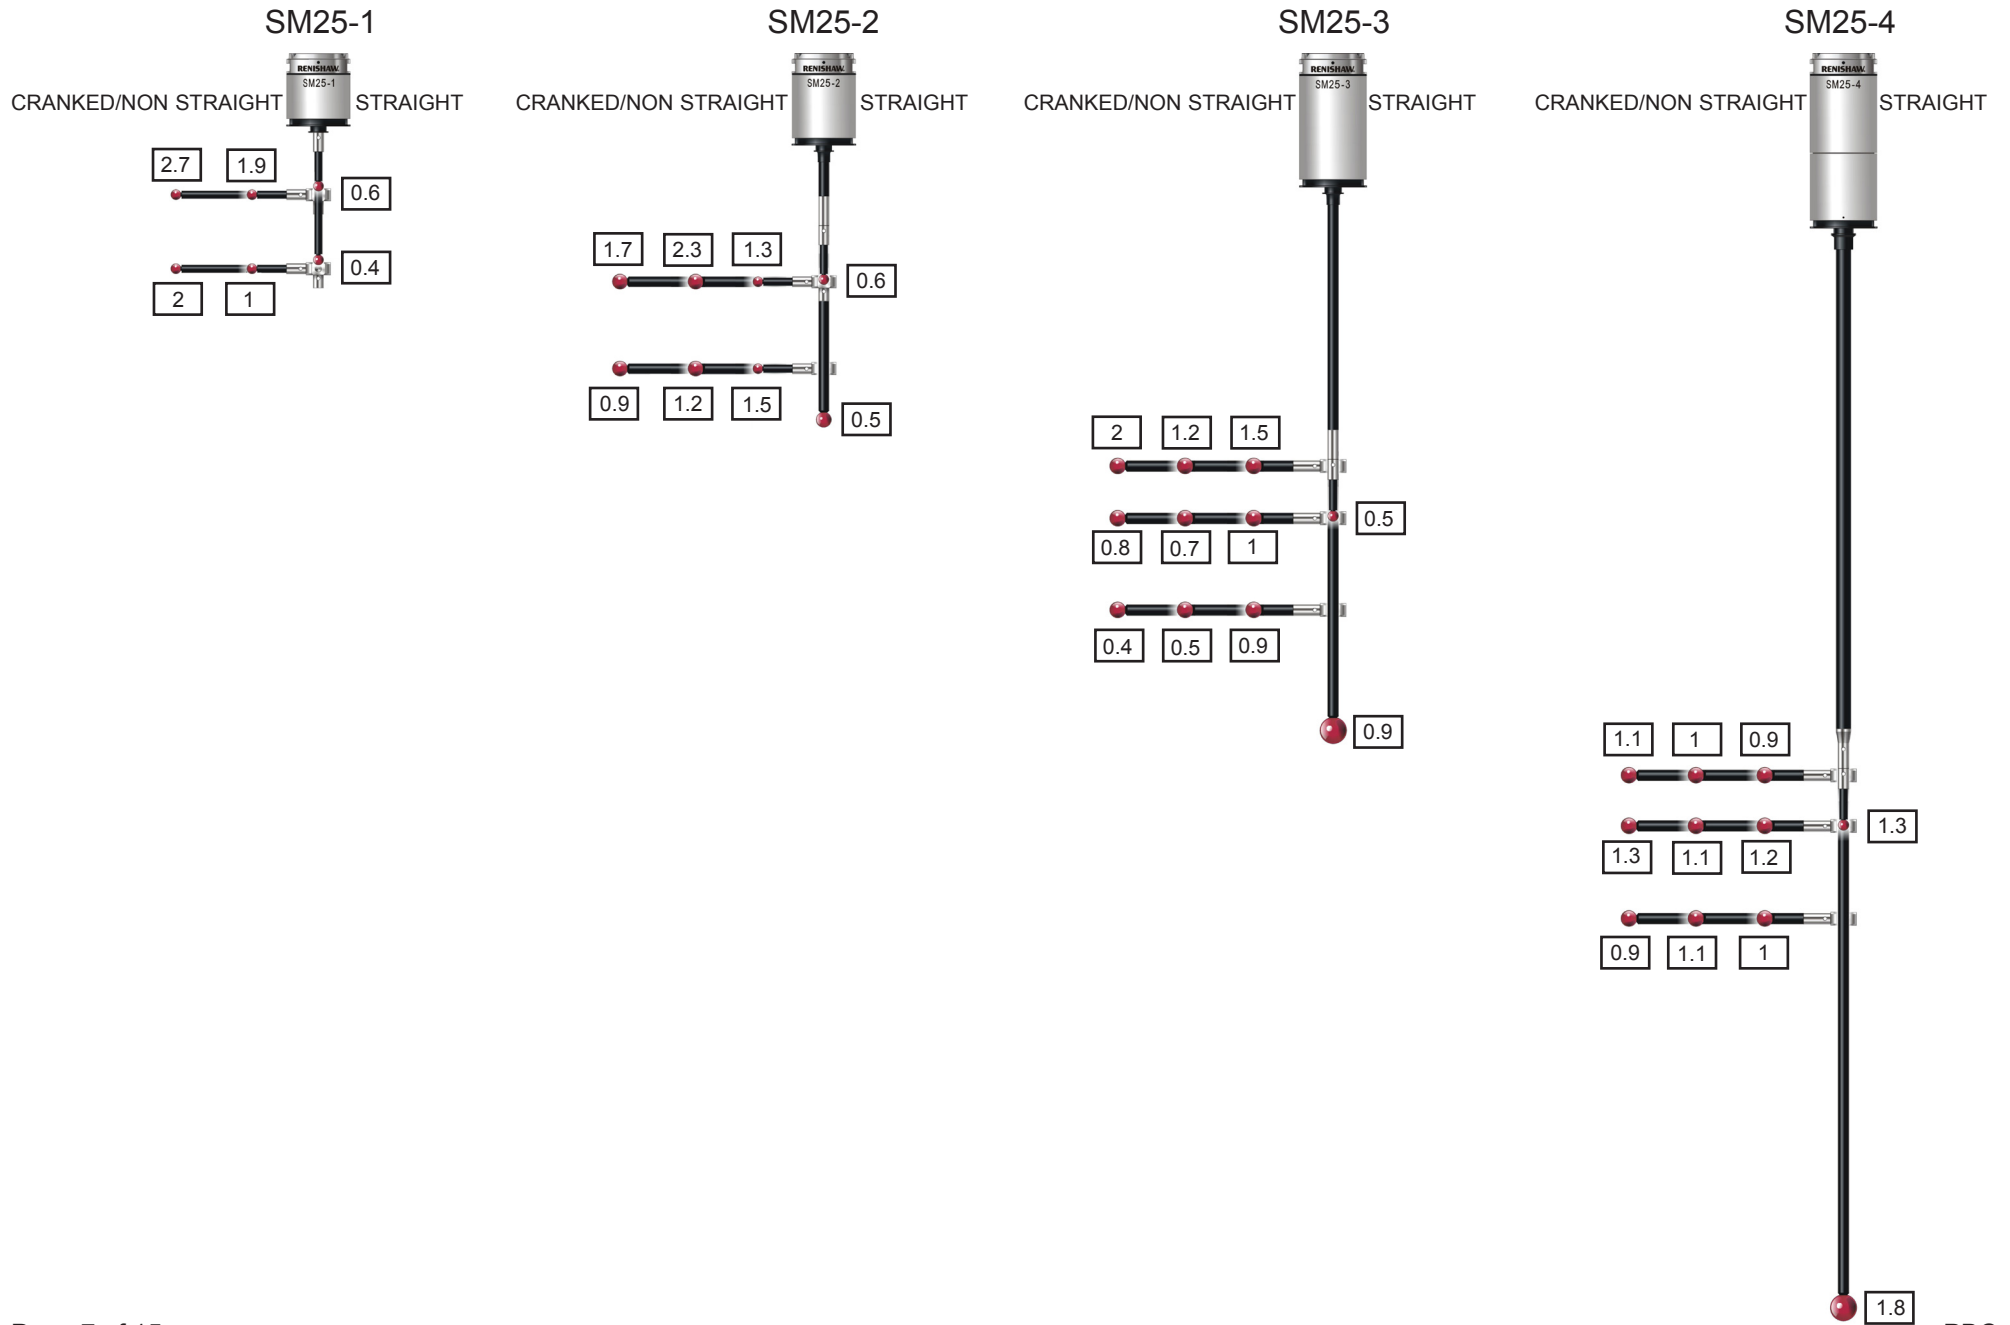 SM25-1
SM25-2
SM25-3
SM25-4
RENISHAW
SM25-1
RENISHAW
SM25-2
RENISHAW
SM25-3
RENISHAW
SM25-4
CRANKED/NON STRAIGHT STRAIGHT
CRANKED/NON STRAIGHT STRAIGHT
CRANKED/NON STRAIGHT STRAIGHT
CRANKED/NON STRAIGHT STRAIGHT
2.7 1.9
0.6
0.4
2 1
1.7 2.3 1.3
0.6
0.9 1.2 1.5
0.5
2 1.2 1.5
0.5
0.8 0.7 1
0.4 0.5 0.9
0.9
1.1 1 0.9
1.3
1.3 1.1 1.2
0.9 1.1 1
1.8